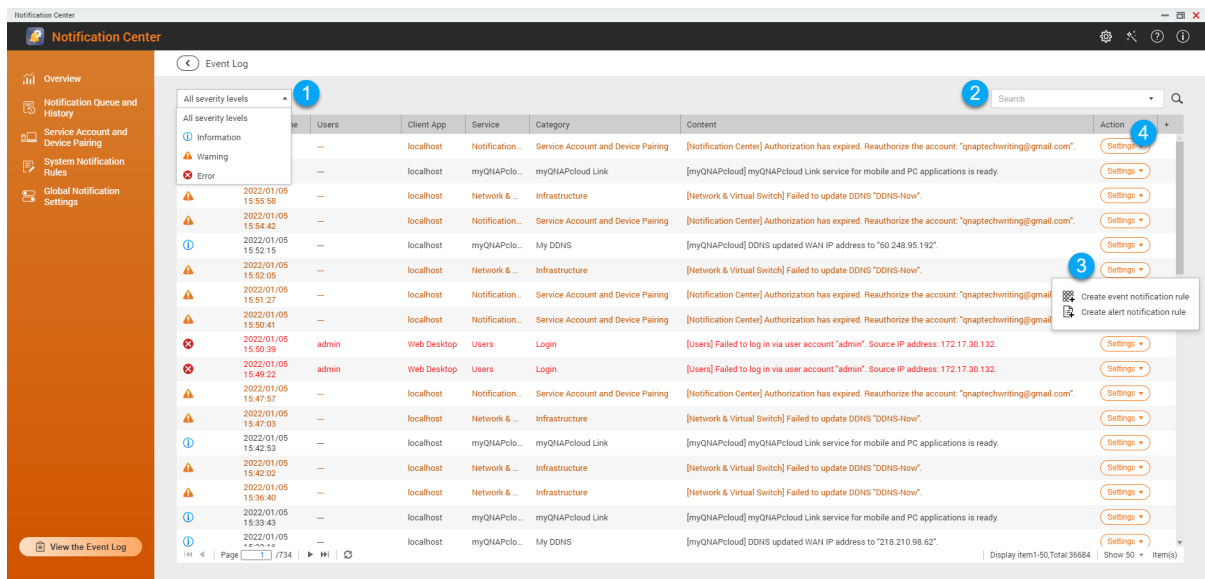 Notification Center
Notification Center
Event Log
Overview
Notification Queue and
History
Service Account and
Device Pairing
System Notification
Rules
Global Notification
Settings
View the Event Log
All severity levels
1
2
Search
All severity levels
Information
Warning
Error
Users Client App Service Category Content Action +
4
--- localhost Notification... Service Account and Device Pairing [Notification Center] Authorization has expired. Reauthorize the account: "qnaptechwriting@gmail.com". Settings
--- localhost myQNAPclo... myQNAPcloud Link [myQNAPcloud] myQNAPcloud Link service for mobile and PC applications is ready. Settings
2022/01/05
15:55:58 --- localhost Network & ... Infrastructure [Network & Virtual Switch] Failed to update DDNS "DDNS-Now". Settings
2022/01/05
15:54:42 --- localhost Notification... Service Account and Device Pairing [Notification Center] Authorization has expired. Reauthorize the account: "qnaptechwriting@gmail.com". Settings
2022/01/05
15:52:15 --- localhost myQNAPclo... My DDNS [myQNAPcloud] DDNS updated WAN IP address to "60.248.95.192". Settings
2022/01/05
15:52:05 --- localhost Network & ... Infrastructure [Network & Virtual Switch] Failed to update DDNS "DDNS-Now". Settings
3
Create event notification rule
Create alert notification rule
2022/01/05
15:51:27 --- localhost Notification... Service Account and Device Pairing [Notification Center] Authorization has expired. Reauthorize the account: "qnaptechwriting@gmail
2022/01/05
15:50:41 --- localhost Notification... Service Account and Device Pairing [Notification Center] Authorization has expired. Reauthorize the account: "qnaptechwriting@gmail
2022/01/05
15:50:39 admin Web Desktop Users Login [Users] Failed to log in via user account "admin". Source IP address: 172.17.30.132. Settings
2022/01/05
15:49:22 admin Web Desktop Users Login [Users] Failed to log in via user account "admin". Source IP address: 172.17.30.132. Settings
2022/01/05
15:47:57 --- localhost Notification... Service Account and Device Pairing [Notification Center] Authorization has expired. Reauthorize the account: "qnaptechwriting@gmail.com". Settings
2022/01/05
15:47:03 --- localhost Network & ... Infrastructure [Network & Virtual Switch] Failed to update DDNS "DDNS-Now". Settings
2022/01/05
15:42:53 --- localhost myQNAPclo... myQNAPcloud Link [myQNAPcloud] myQNAPcloud Link service for mobile and PC applications is ready. Settings
2022/01/05
15:42:02 --- localhost Network & ... Infrastructure [Network & Virtual Switch] Failed to update DDNS "DDNS-Now". Settings
2022/01/05
15:36:40 --- localhost Network & ... Infrastructure [Network & Virtual Switch] Failed to update DDNS "DDNS-Now". Settings
2022/01/05
15:33:43 --- localhost myQNAPclo... myQNAPcloud Link [myQNAPcloud] myQNAPcloud Link service for mobile and PC applications is ready. Settings
2022/01/05
--- localhost myQNAPclo... My DDNS [myQNAPcloud] DDNS updated WAN IP address to "218.210.98.62". Settings
Page 1 /734 Display item1-50,Total:36684 Show 50 Item(s)